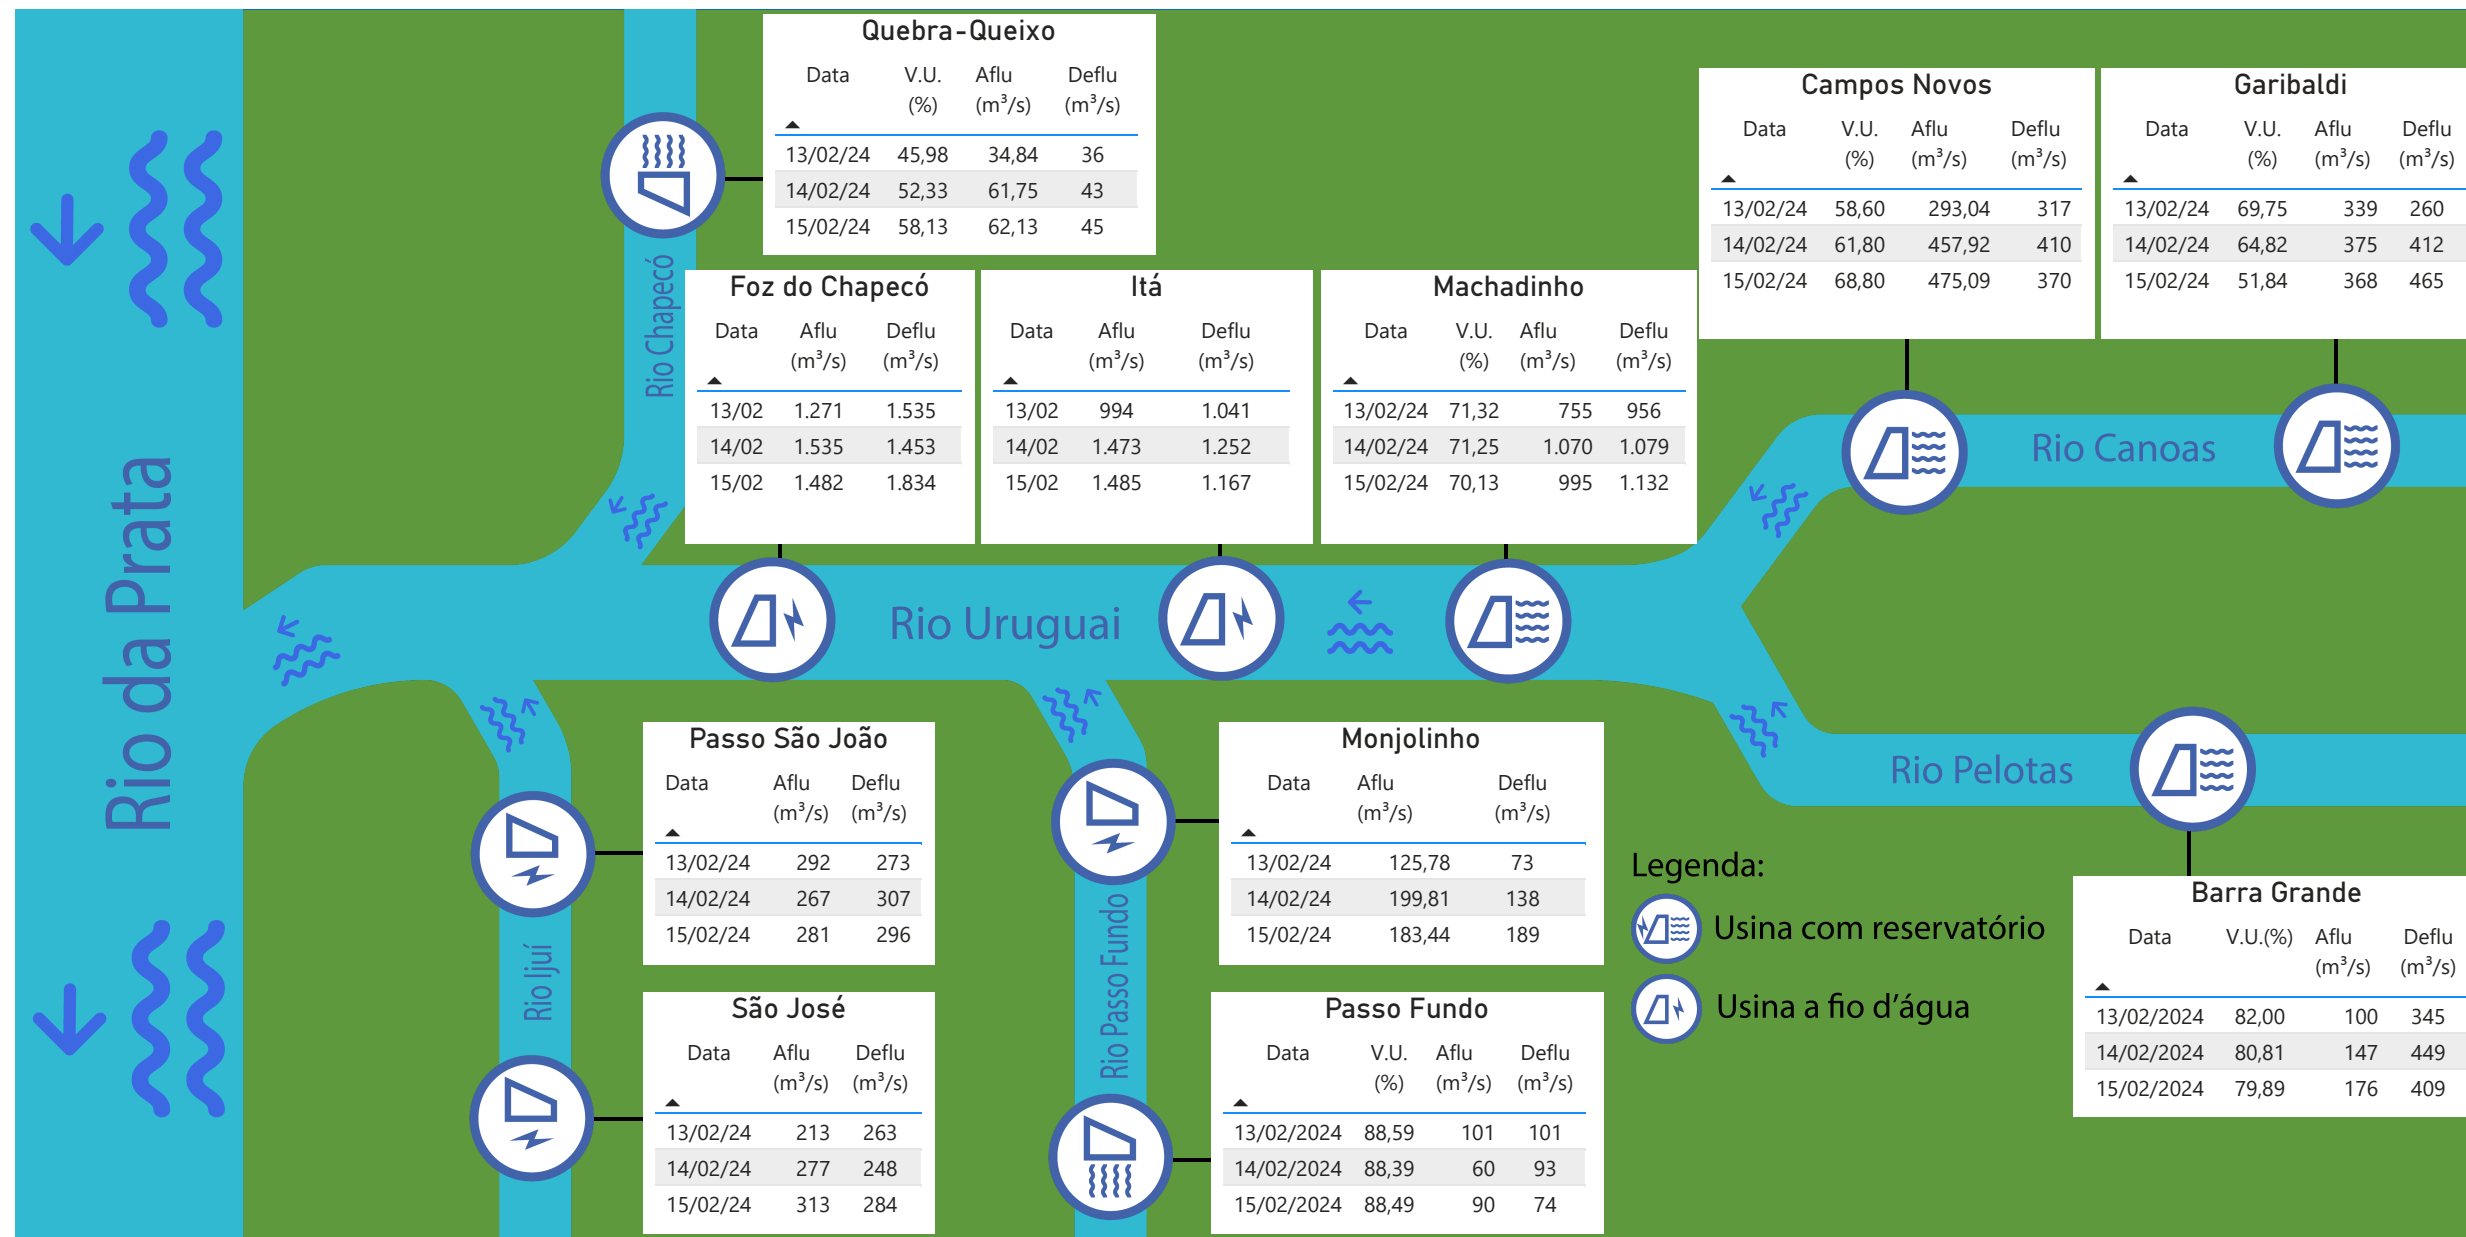 Quebra-Queixo
Data V.U. (%) Aflu (m³/s) Deflu (m³/s)
13/02/24 45,98 34,84 36
14/02/24 52,33 61,75 43
15/02/24 58,13 62,13 45
Campos Novos
Data V.U. (%) Aflu (m³/s) Deflu (m³/s)
13/02/24 58,60 293,04 317
14/02/24 61,80 457,92 410
15/02/24 68,80 475,09 370
Garibaldi
Data V.U. (%) Aflu (m³/s) Deflu (m³/s)
13/02/24 69,75 339 260
14/02/24 64,82 375 412
15/02/24 51,84 368 465
Rio Chapecó
Foz do Chapecó
Data Aflu (m³/s) Deflu (m³/s)
13/02 1.271 1.535
14/02 1.535 1.453
15/02 1.482 1.834
Itá
Data Aflu (m³/s) Deflu (m³/s)
13/02 994 1.041
14/02 1.473 1.252
15/02 1.485 1.167
Machadinho
Data V.U. (%) Aflu (m³/s) Deflu (m³/s)
13/02/24 71,32 755 956
14/02/24 71,25 1.070 1.079
15/02/24 70,13 995 1.132
Rio Canoas
Rio da Prata
Rio Uruguai
Rio Pelotas
Passo São João
Data Aflu (m³/s) Deflu (m³/s)
13/02/24 292 273
14/02/24 267 307
15/02/24 281 296
Monjolinho
Data Aflu (m³/s) Deflu (m³/s)
13/02/24 125,78 73
14/02/24 199,81 138
15/02/24 183,44 189
Legenda:
Usina com reservatório
Usina a fio d’água
Barra Grande
Data V.U.(%) Aflu (m³/s) Deflu (m³/s)
13/02/2024 82,00 100 345
14/02/2024 80,81 147 449
15/02/2024 79,89 176 409
Rio Ijuí
Rio Passo Fundo
São José
Data Aflu (m³/s) Deflu (m³/s)
13/02/24 213 263
14/02/24 277 248
15/02/24 313 284
Passo Fundo
Data V.U. (%) Aflu (m³/s) Deflu (m³/s)
13/02/2024 88,59 101 101
14/02/2024 88,39 60 93
15/02/2024 88,49 90 74